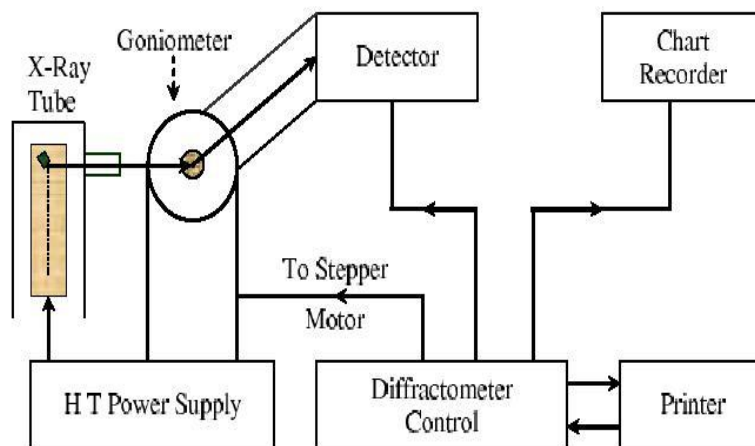 Goniometer
X-Ray
Tube
Detector
Chart
Recorder
To Stepper
Motor
H T Power Supply
Diffractometer
Control
Printer